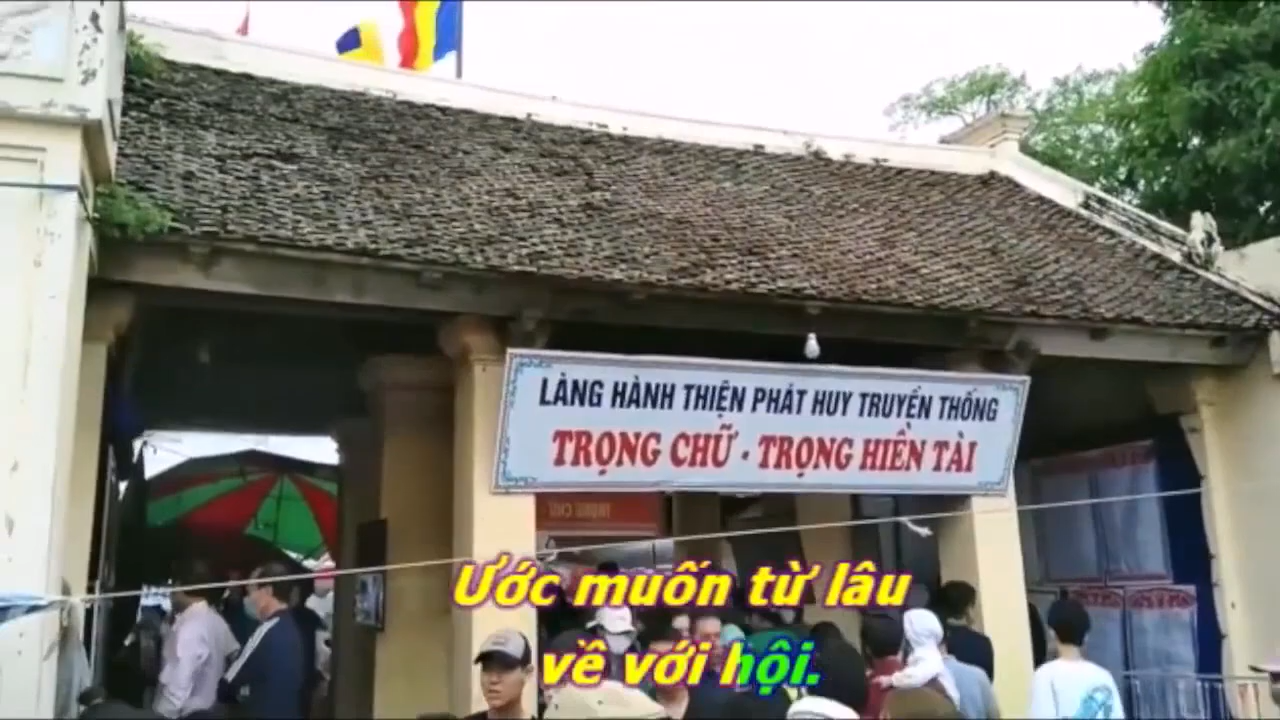 LÀNG HÀNH THIỆN PHÁT HUY TRUYỀN THỐNG
TRỌNG CHỮ - TRỌNG HIỀN TÀI
Ước muốn từ lâu
về với hội.